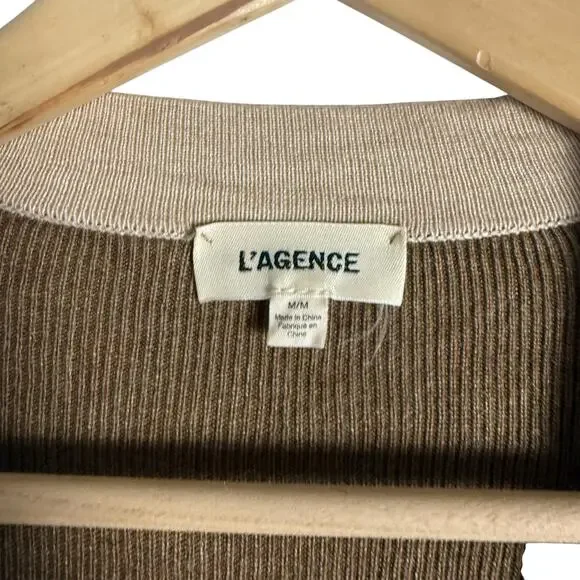 L'AGENCE
M/M
Made in China
Fabriqué en
Chine